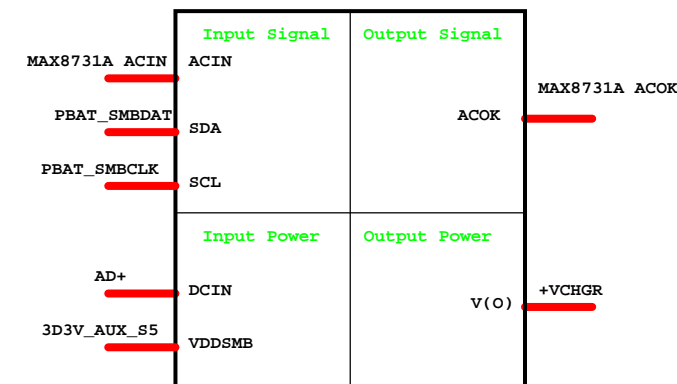 Input Signal Output Signal
MAX8731A ACIN ACIN
MAX8731A ACOK
PBAT_SMBDAT SDA ACOK
PBAT_SMBCLK SCL
Input Power Output Power
AD+ DCIN
V(O) +VCHGR
3D3V_AUX_S5 VDDSMB